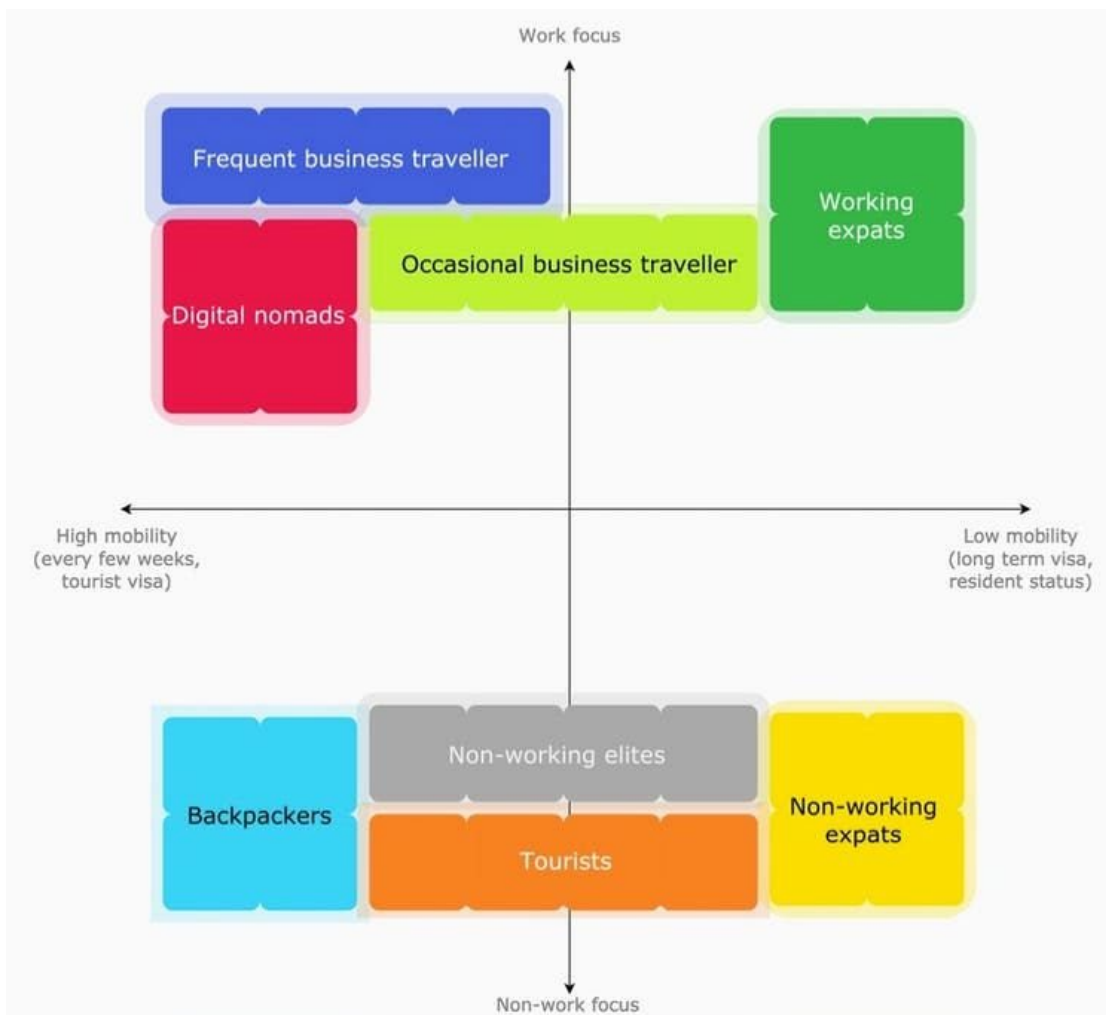 Work focus
Frequent business traveller
Working
expats
Occasional business traveller
Digital nomads
High mobility
(every few weeks,
tourist visa)
Low mobility
(long term visa,
resident status)
Non-working elites
Backpackers
Non-working
expats
Tourists
Non-work focus